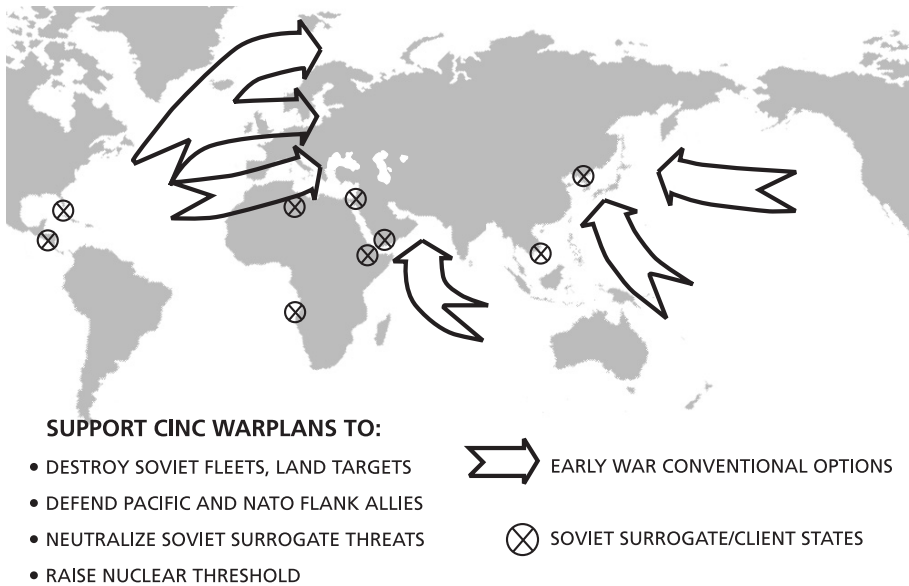 SUPPORT CINC WARPLANS TO:
• DESTROY SOVIET FLEETS, LAND TARGETS
• DEFEND PACIFIC AND NATO FLANK ALLIES
• NEUTRALIZE SOVIET SURROGATE THREATS
• RAISE NUCLEAR THRESHOLD
EARLY WAR CONVENTIONAL OPTIONS
SOVIET SURROGATE/CLIENT STATES